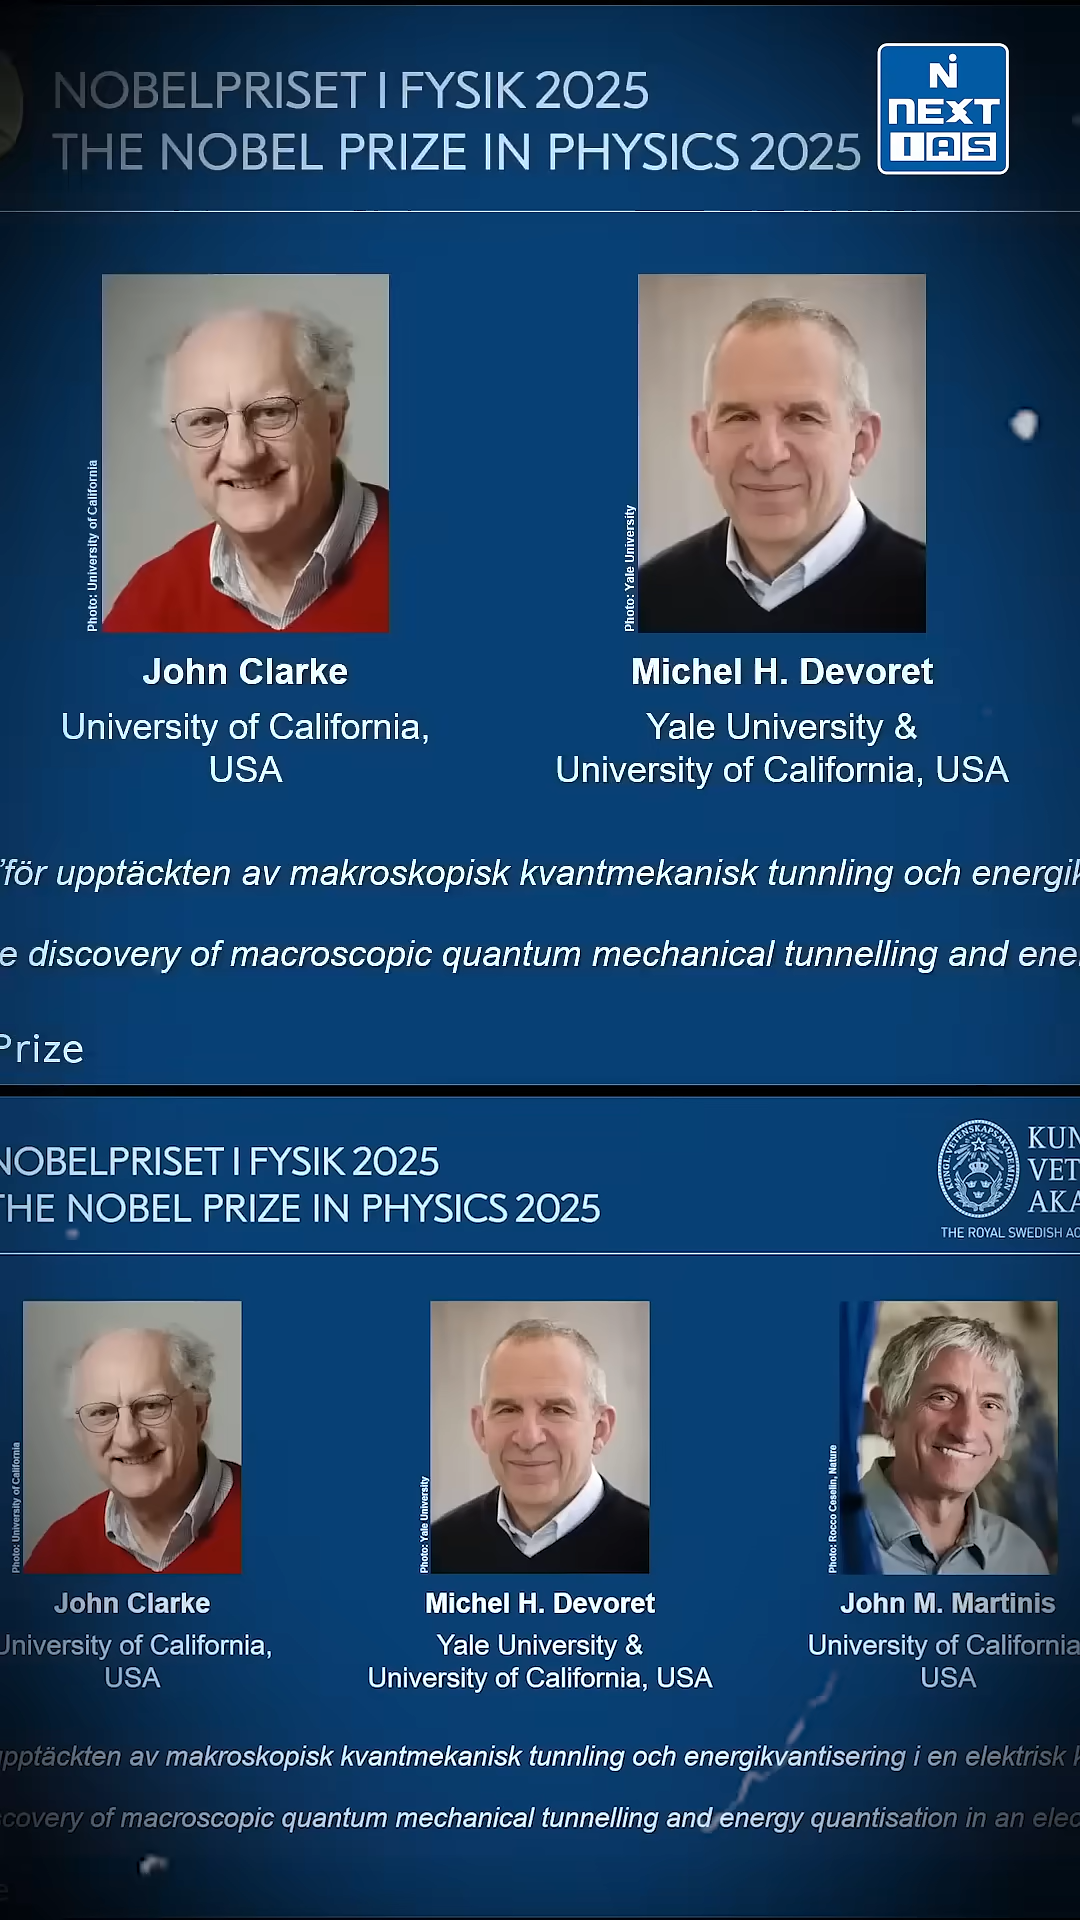 NOBELPRISET I FYSIK 2025
THE NOBEL PRIZE IN PHYSICS 2025
N
NEXT
IAS
Photo: University of California
Photo: Yale University
John Clarke
University of California,
USA
Michel H. Devoret
Yale University &
University of California, USA
"för upptäckten av makroskopisk kvantmekanisk tunnling och energik
e discovery of macroscopic quantum mechanical tunnelling and ene
Prize
NOBELPRISET I FYSIK 2025
THE NOBEL PRIZE IN PHYSICS 2025
KUNGL. VETENSKAPSAKADEMIEN
KUN
VET
AKA
THE ROYAL SWEDISH AC
Photo: University of California
Photo: Yale University
Photo: Rocco Ceselin, Nature
John Clarke
University of California,
USA
Michel H. Devoret
Yale University &
University of California, USA
John M. Martinis
University of California
USA
upptäckten av makroskopisk kvantmekanisk tunnling och energikvantisering i en elektrisk k
scovery of macroscopic quantum mechanical tunnelling and energy quantisation in an elec
e